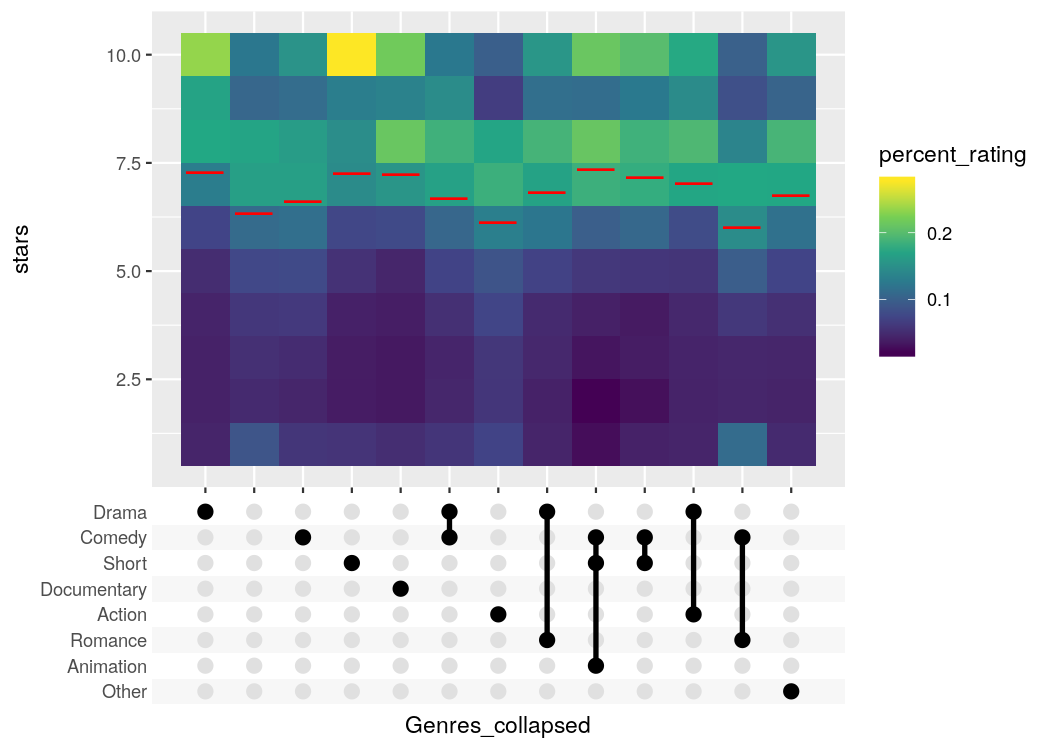 stars
10.0
7.5
5.0
2.5
percent_rating
0.2
0.1
Drama
Comedy
Short
Documentary
Action
Romance
Animation
Other
Genres_collapsed